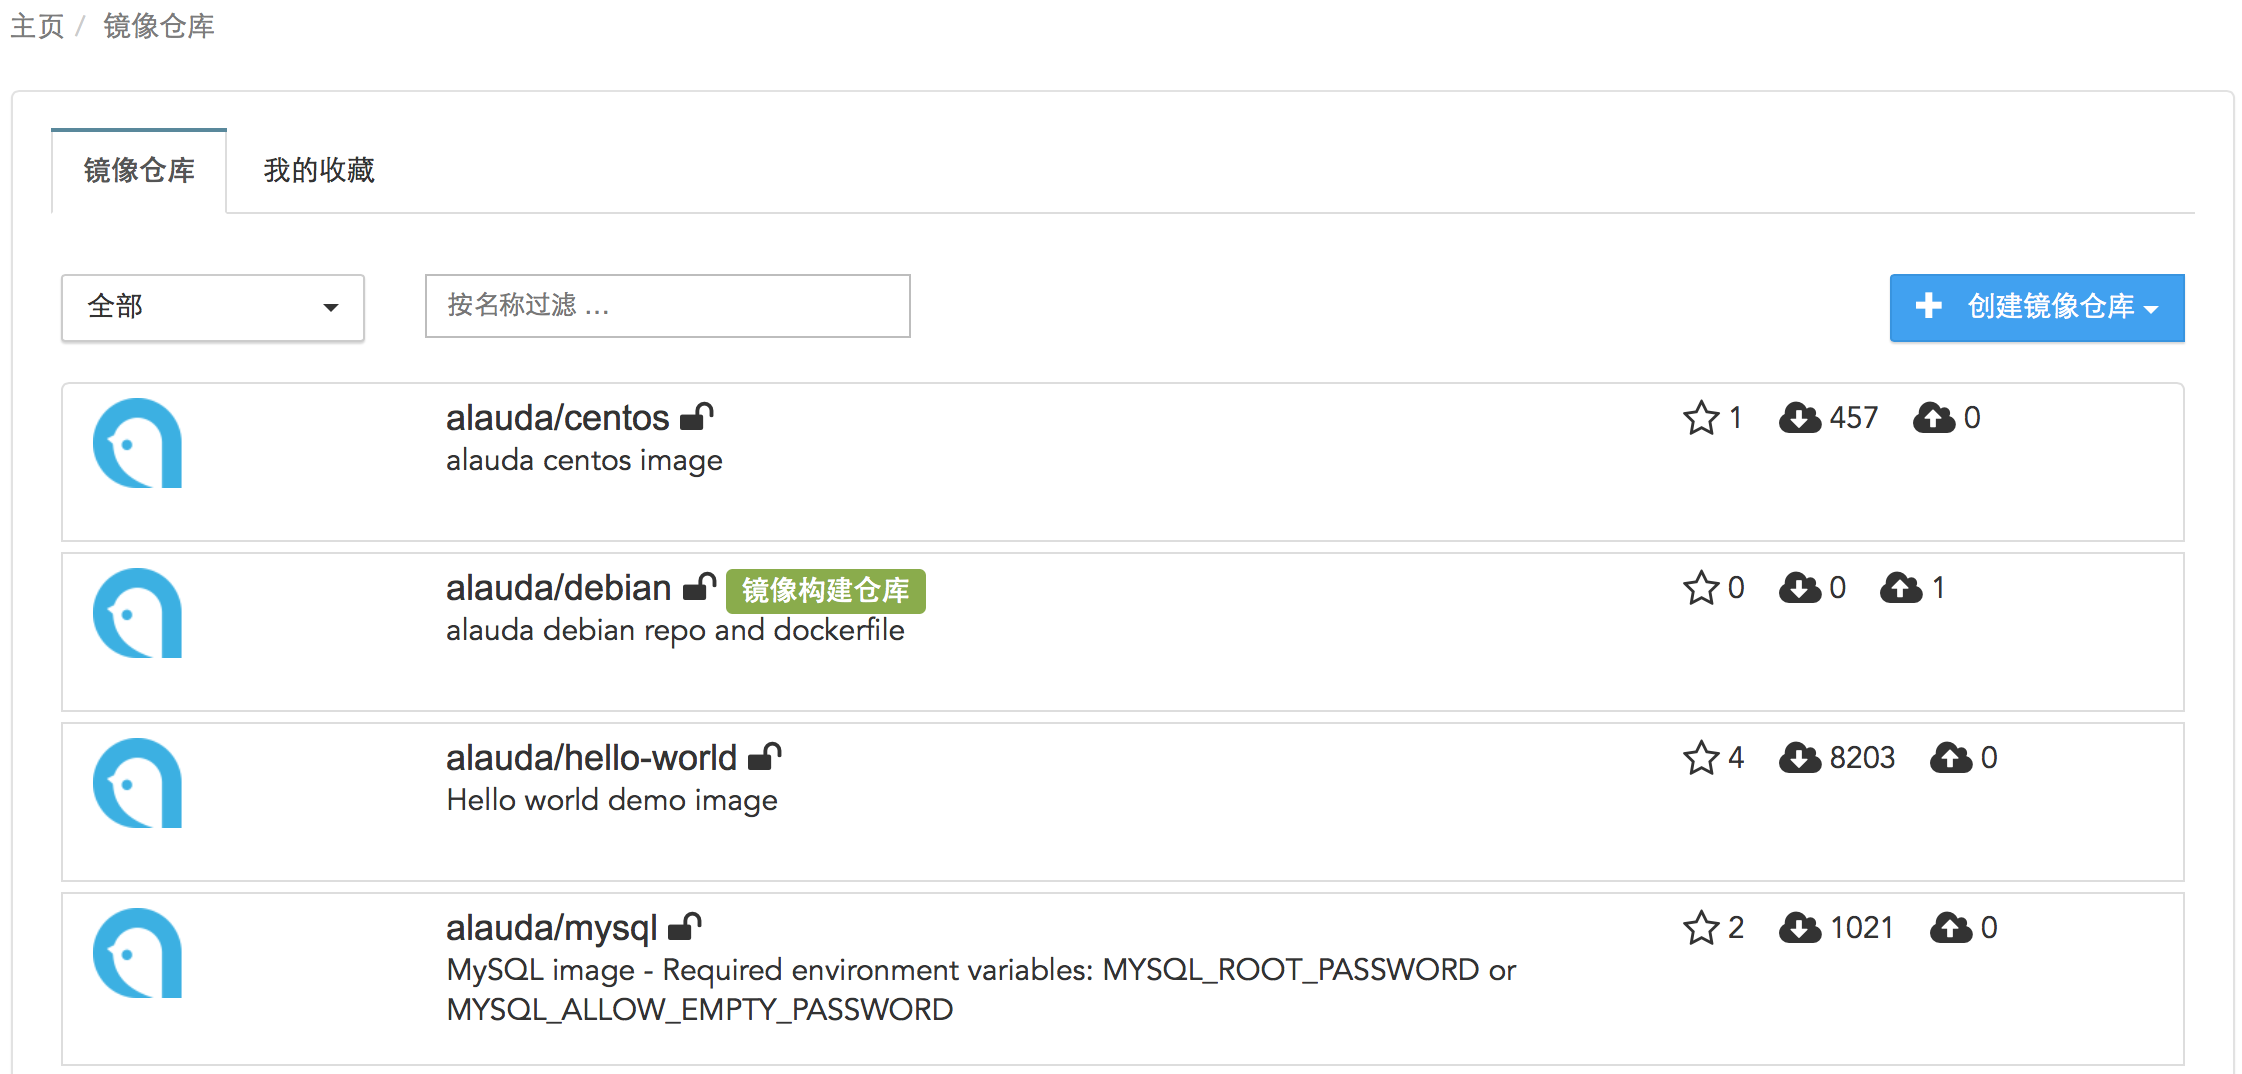 主页 / 镜像仓库
镜像仓库 我的收藏
全部 按名称过滤 ... 创建镜像仓库
alauda/centos 1 457 0
alauda centos image
alauda/debian 镜像构建仓库 0 0 1
alauda debian repo and dockerfile
alauda/hello-world 4 8203 0
Hello world demo image
alauda/mysql 2 1021 0
MySQL image - Required environment variables: MYSQL_ROOT_PASSWORD or
MYSQL_ALLOW_EMPTY_PASSWORD